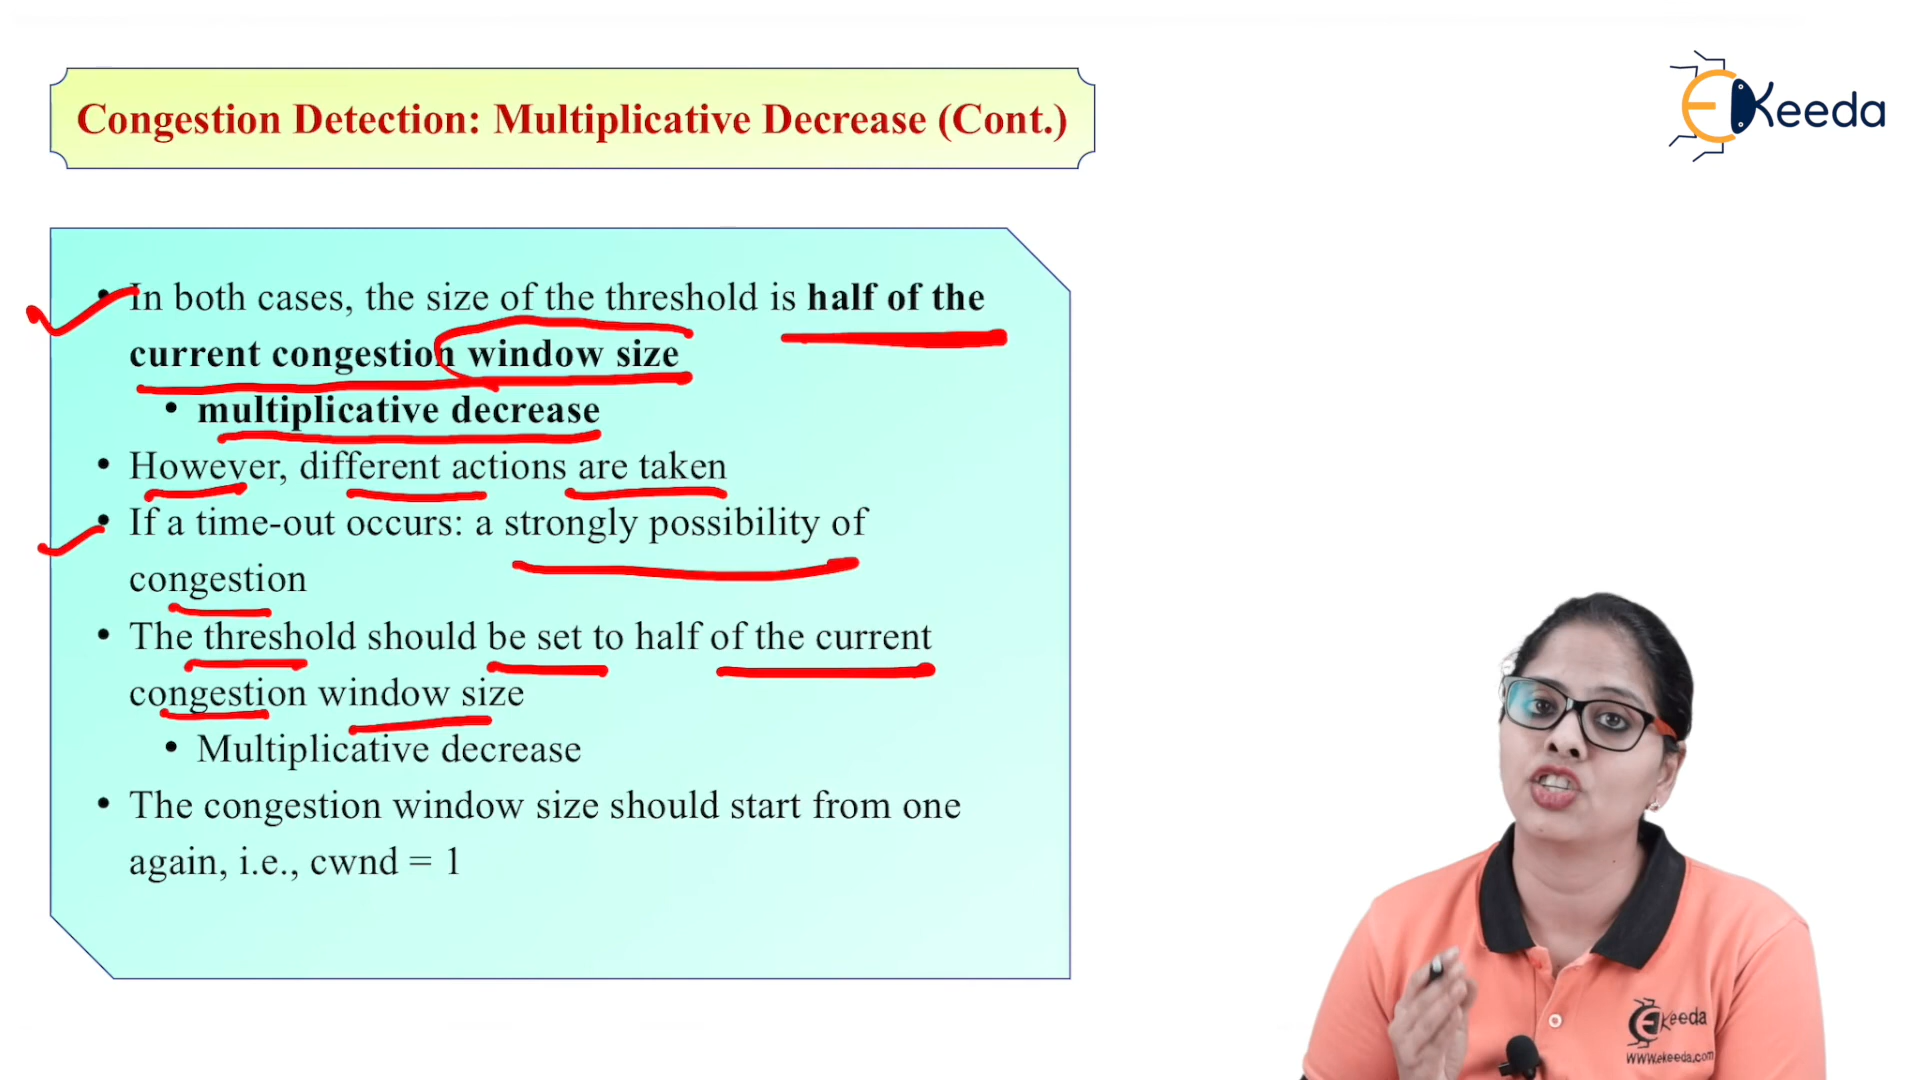 Congestion Detection: Multiplicative Decrease (Cont.)
EKeeda
• In both cases, the size of the threshold is half of the
current congestion window size
• multiplicative decrease
• However, different actions are taken
• If a time-out occurs: a strongly possibility of
congestion
• The threshold should be set to half of the current
congestion window size
• Multiplicative decrease
• The congestion window size should start from one
again, i.e., cwnd = 1
EKeeda
www.ekeeda.com